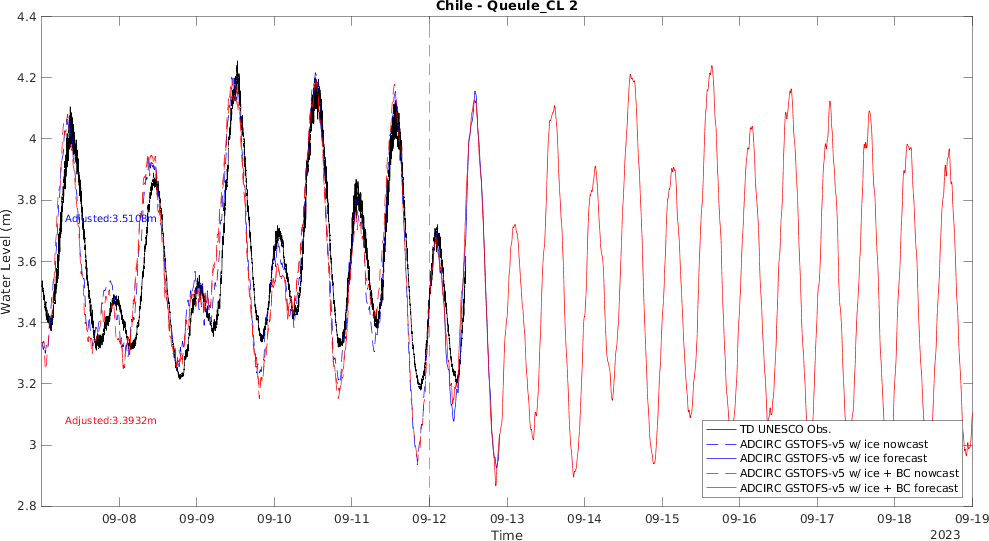 Chile - Queule_CL 2
4.4
4.2
4
3.8
3.6
3.4
3.2
3
2.8
Water Level (m)
Adjusted:3.5108m
Adjusted:3.3932m
TD UNESCO Obs.
ADCIRC GSTOFS-v5 w/ ice nowcast
ADCIRC GSTOFS-v5 w/ ice forecast
ADCIRC GSTOFS-v5 w/ ice + BC nowcast
ADCIRC GSTOFS-v5 w/ ice + BC forecast
09-08 09-09 09-10 09-11 09-12 09-13 09-14 09-15 09-16 09-17 09-18 09-19
Time
2023